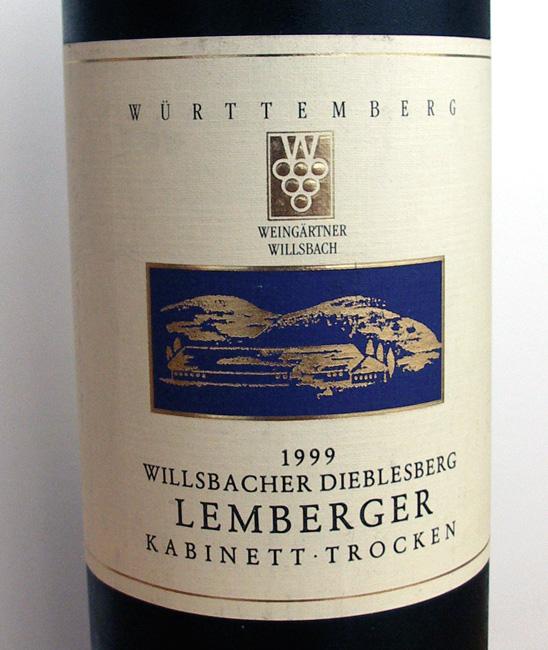 WÜRTTEMBERG
W
WEINGÄRTNER
WILLSBACH
1999
WILLSBACHER DIEBLESBERG
LEMBERGER
KABINETT · TROCKEN